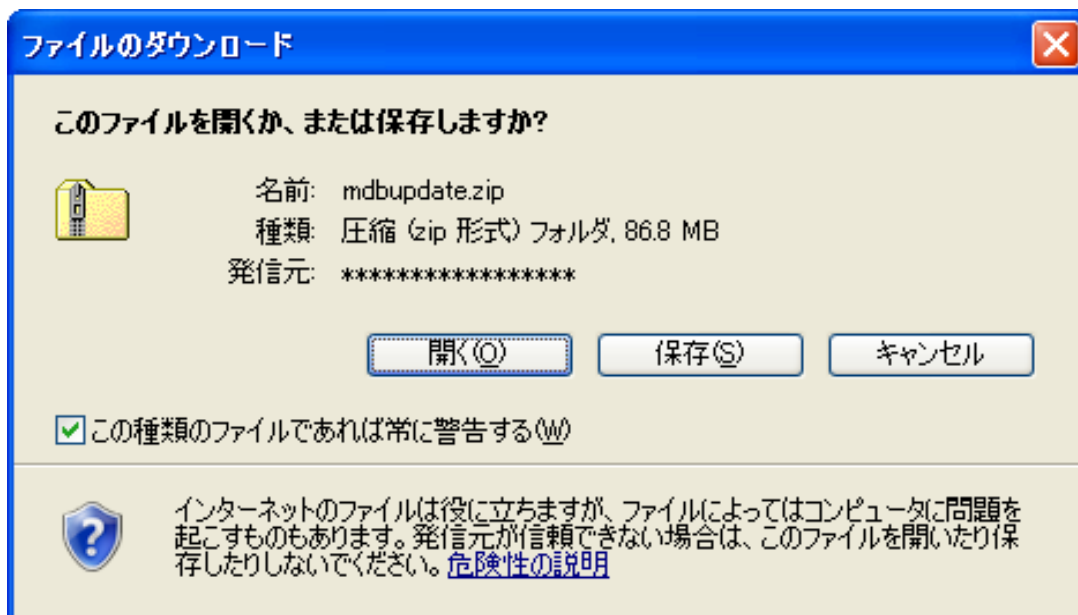 ファイルのダウンロード
このファイルを開くか、または保存しますか?
名前: mdbupdate.zip
種類: 圧縮 (zip 形式) フォルダ, 86.8 MB
発信元: *****************
開く(O) 保存(S) キャンセル
この種類のファイルであれば常に警告する(W)
インターネットのファイルは役に立ちますが、ファイルによってはコンピュータに問題を
起こすものもあります。発信元が信頼できない場合は、このファイルを開いたり保
存したりしないでください。危険性の説明